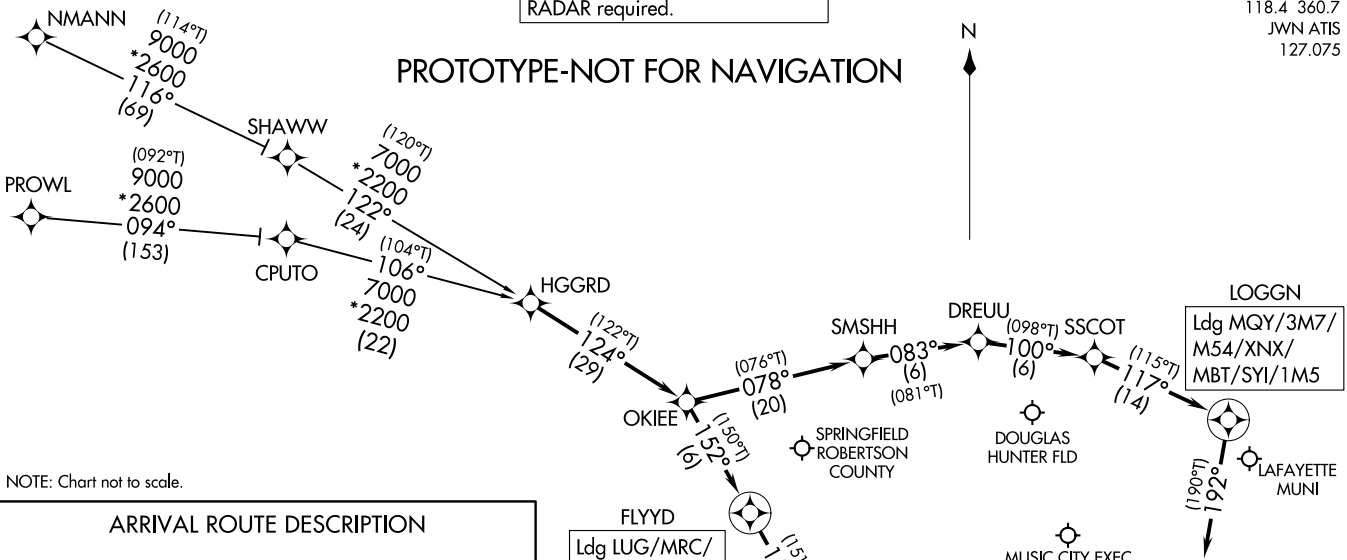 RADAR required.
118.4 360.7
JWN ATIS
127.075
PROTOTYPE-NOT FOR NAVIGATION
N
NMANN
(114°T)
9000
*2600
116°
(69)
SHAWW
(120°T)
7000
*2200
122°
(24)
PROWL
(092°T)
9000
*2600
094°
(153)
CPUTO
(104°T)
106°
7000
*2200
(22)
HGGRD
(122°T)
124°
(29)
OKIEE
(076°T)
078°
(20)
SMSHH
083°
(6)
(081°T)
DREUU
(098°T)
100°
(6)
SSCOT
(115°T)
117°
(14)
LOGGN
Ldg MQY/3M7/
M54/XNX/
MBT/SYI/1M5
(150°T)
152°
(6)
SPRINGFIELD
ROBERTSON
COUNTY
DOUGLAS
HUNTER FLD
LAFAYETTE
MUNI
(190°T)
192°
NOTE: Chart not to scale.
ARRIVAL ROUTE DESCRIPTION
FLYYD
Ldg LUG/MRC/
MUSIC CITY EXEC